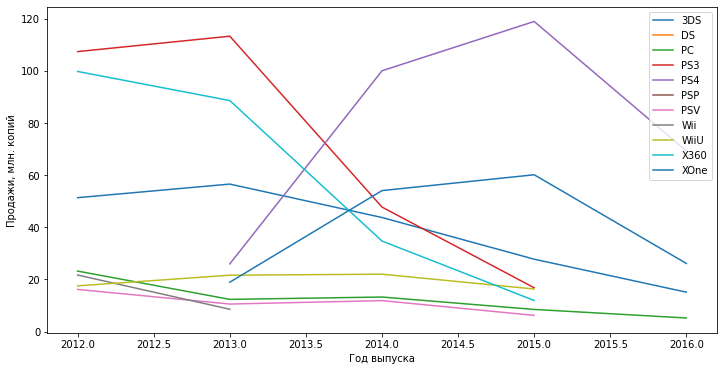 120
100
80
60
40
20
0
Продажи, млн. копий
2012.0 2012.5 2013.0 2013.5 2014.0 2014.5 2015.0 2015.5 2016.0
Год выпуска
3DS
DS
PC
PS3
PS4
PSP
PSV
Wii
WiiU
X360
XOne